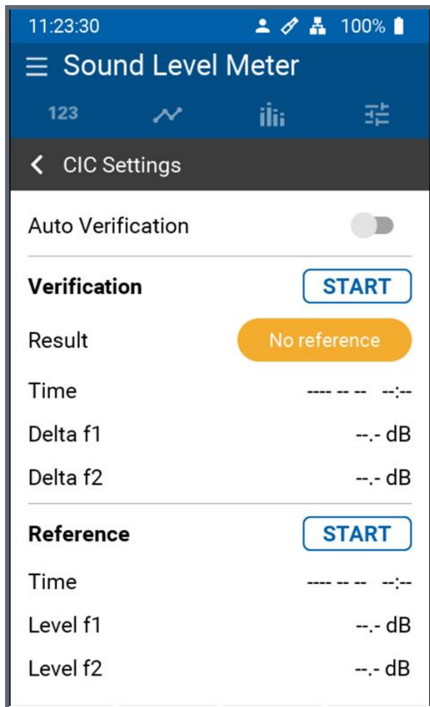 11:23:30 100%
Sound Level Meter
123
CIC Settings
Auto Verification
Verification START
Result No reference
Time ---- -- -- --:--
Delta f1 --.- dB
Delta f2 --.- dB
Reference START
Time ---- -- -- --:--
Level f1 --.- dB
Level f2 --.- dB